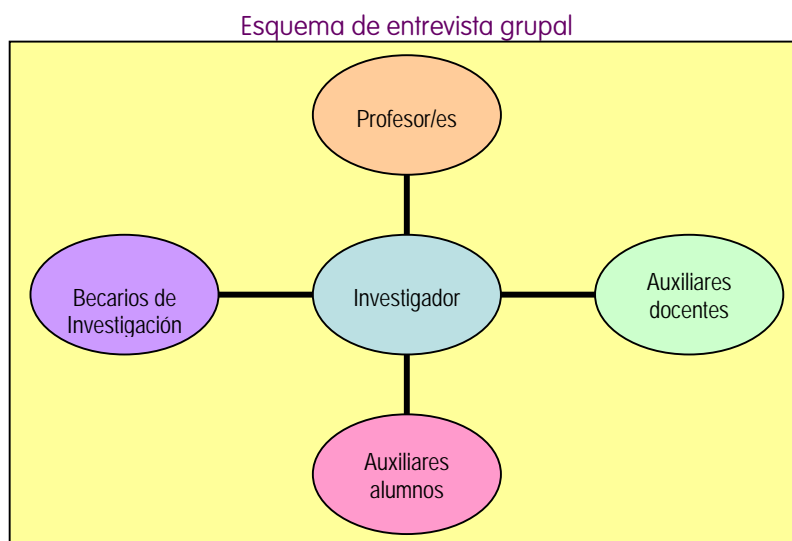 Esquema de entrevista grupal
Profesor/es
Becarios de
Investigación
Investigador
Auxiliares
docentes
Auxiliares
alumnos